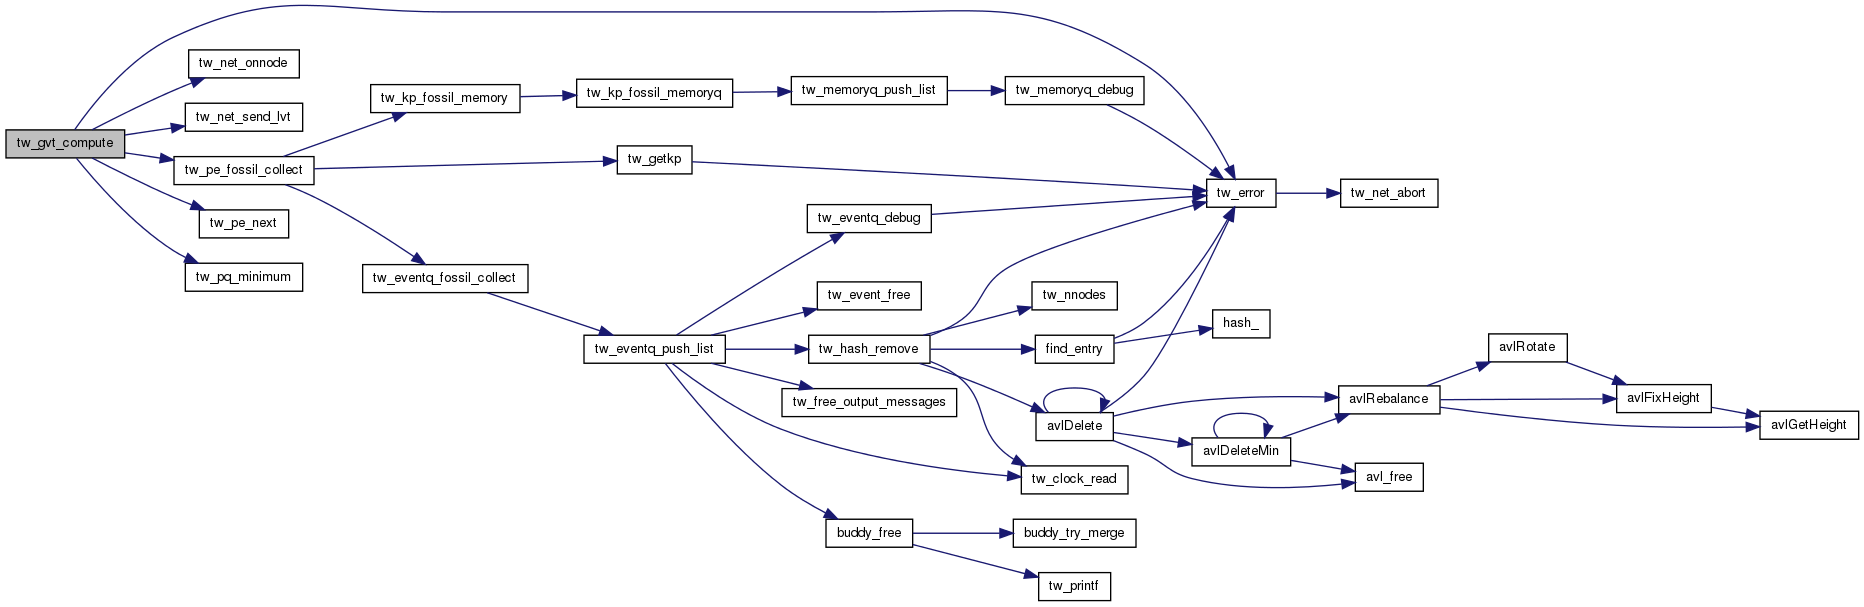 tw_gvt_compute
tw_net_onnode
tw_net_send_lvt
tw_pe_fossil_collect
tw_pe_next
tw_pq_minimum
tw_kp_fossil_memory
tw_kp_fossil_memoryq
tw_memoryq_push_list
tw_memoryq_debug
tw_getkp
tw_error
tw_net_abort
tw_eventq_fossil_collect
tw_eventq_push_list
tw_eventq_debug
tw_event_free
tw_hash_remove
tw_free_output_messages
tw_nnodes
find_entry
hash_
avlDelete
tw_clock_read
avlDeleteMin
avlRebalance
avl_free
avlRotate
avlFixHeight
avlGetHeight
buddy_free
buddy_try_merge
tw_printf